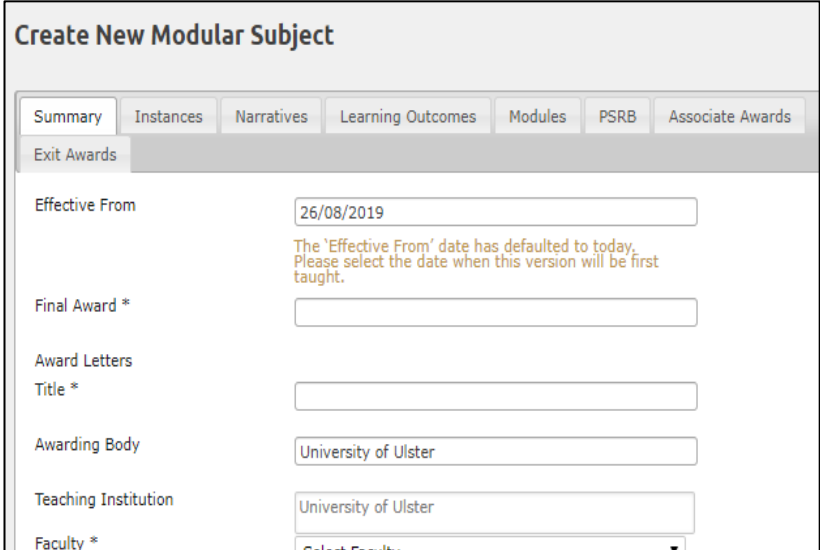 Create New Modular Subject
Summary Instances Narratives Learning Outcomes Modules PSRB Associate Awards
Exit Awards
Effective From 26/08/2019
The ‘Effective From’ date has defaulted to today.
Please select the date when this version will be first
taught.
Final Award *
Award Letters
Title *
Awarding Body University of Ulster
Teaching Institution University of Ulster
Faculty * Select Faculty